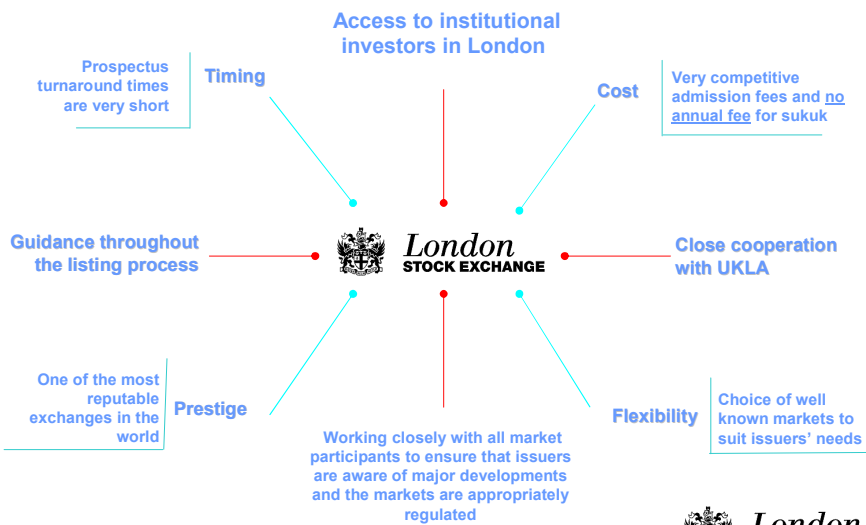 Access to institutional
investors in London
Prospectus
turnaround times
are very short
Timing
Cost
Very competitive
admission fees and no
annual fee for sukuk
Guidance throughout
the listing process
London
STOCK EXCHANGE
Close cooperation
with UKLA
One of the most
reputable
exchanges in the
world
Prestige
Working closely with all market
participants to ensure that issuers
are aware of major developments
and the markets are appropriately
regulated
Flexibility
Choice of well
known markets to
suit issuers’ needs
London